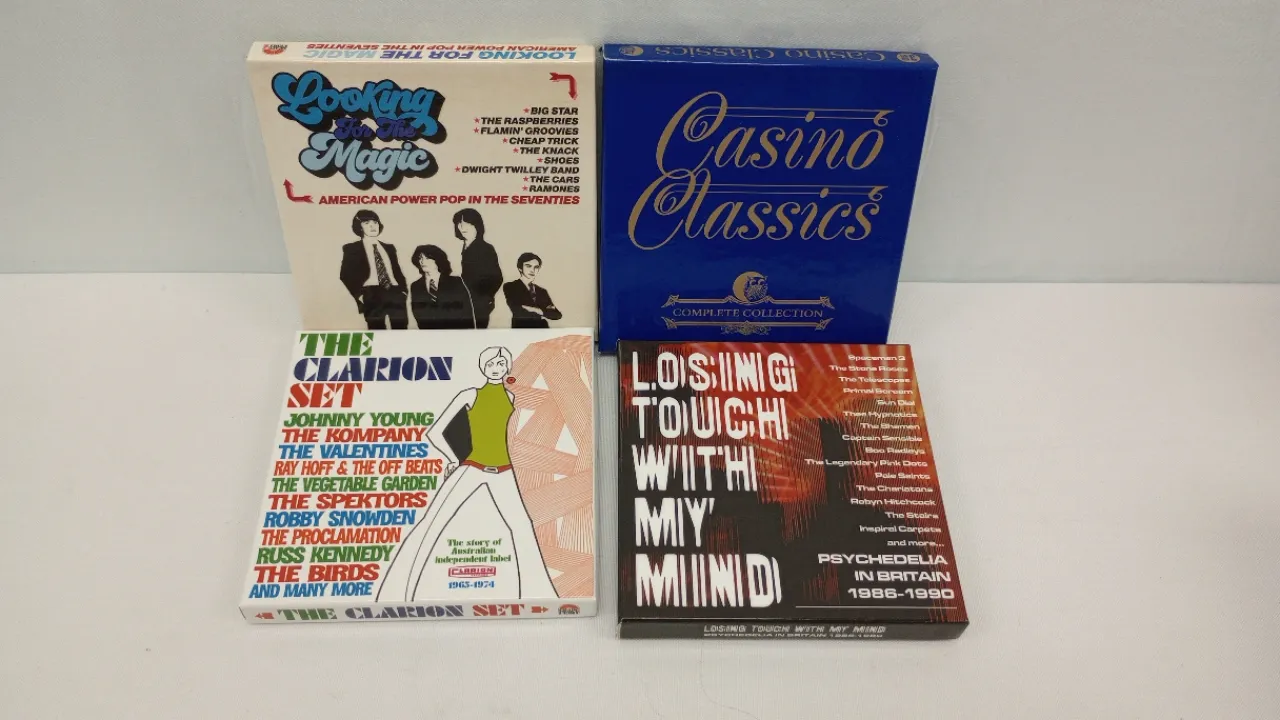 LOOKING FOR THE MAGIC
AMERICAN POWER POP IN THE SEVENTIES
Looking
For The
Magic
★BIG STAR
★THE RASPBERRIES
★FLAMIN' GROOVIES
★CHEAP TRICK
★THE KNACK
★SHOES
★DWIGHT TWILLEY BAND
★THE CARS
★RAMONES
AMERICAN POWER POP IN THE SEVENTIES
Casino Classics
Casino
Classics
COMPLETE COLLECTION
THE
CLARION
SET
JOHNNY YOUNG
THE KOMPANY
THE VALENTINES
RAY HOFF & THE OFF BEATS
THE VEGETABLE GARDEN
THE SPEKTORS
ROBBY SNOWDEN
THE PROCLAMATION
RUSS KENNEDY
THE BIRDS
AND MANY MORE
The story of
Australian
independent label
CLARION
1965-1974
THE CLARION SET
LOSING
TOUCH
WITH
MY
MIND
Spacemen 3
The Stone Roses
The Telescopes
Primal Scream
Sun Dial
Thee Hypnotics
The Shamen
Captain Sensible
Boo Radleys
The Legendary Pink Dots
Pale Saints
The Charlatans
Robyn Hitchcock
The Stairs
Inspiral Carpets
and more...
PSYCHEDELIA
IN BRITAIN
1986-1990
LOSING TOUCH WITH MY MIND
PSYCHEDELIA IN BRITAIN 1986-1990